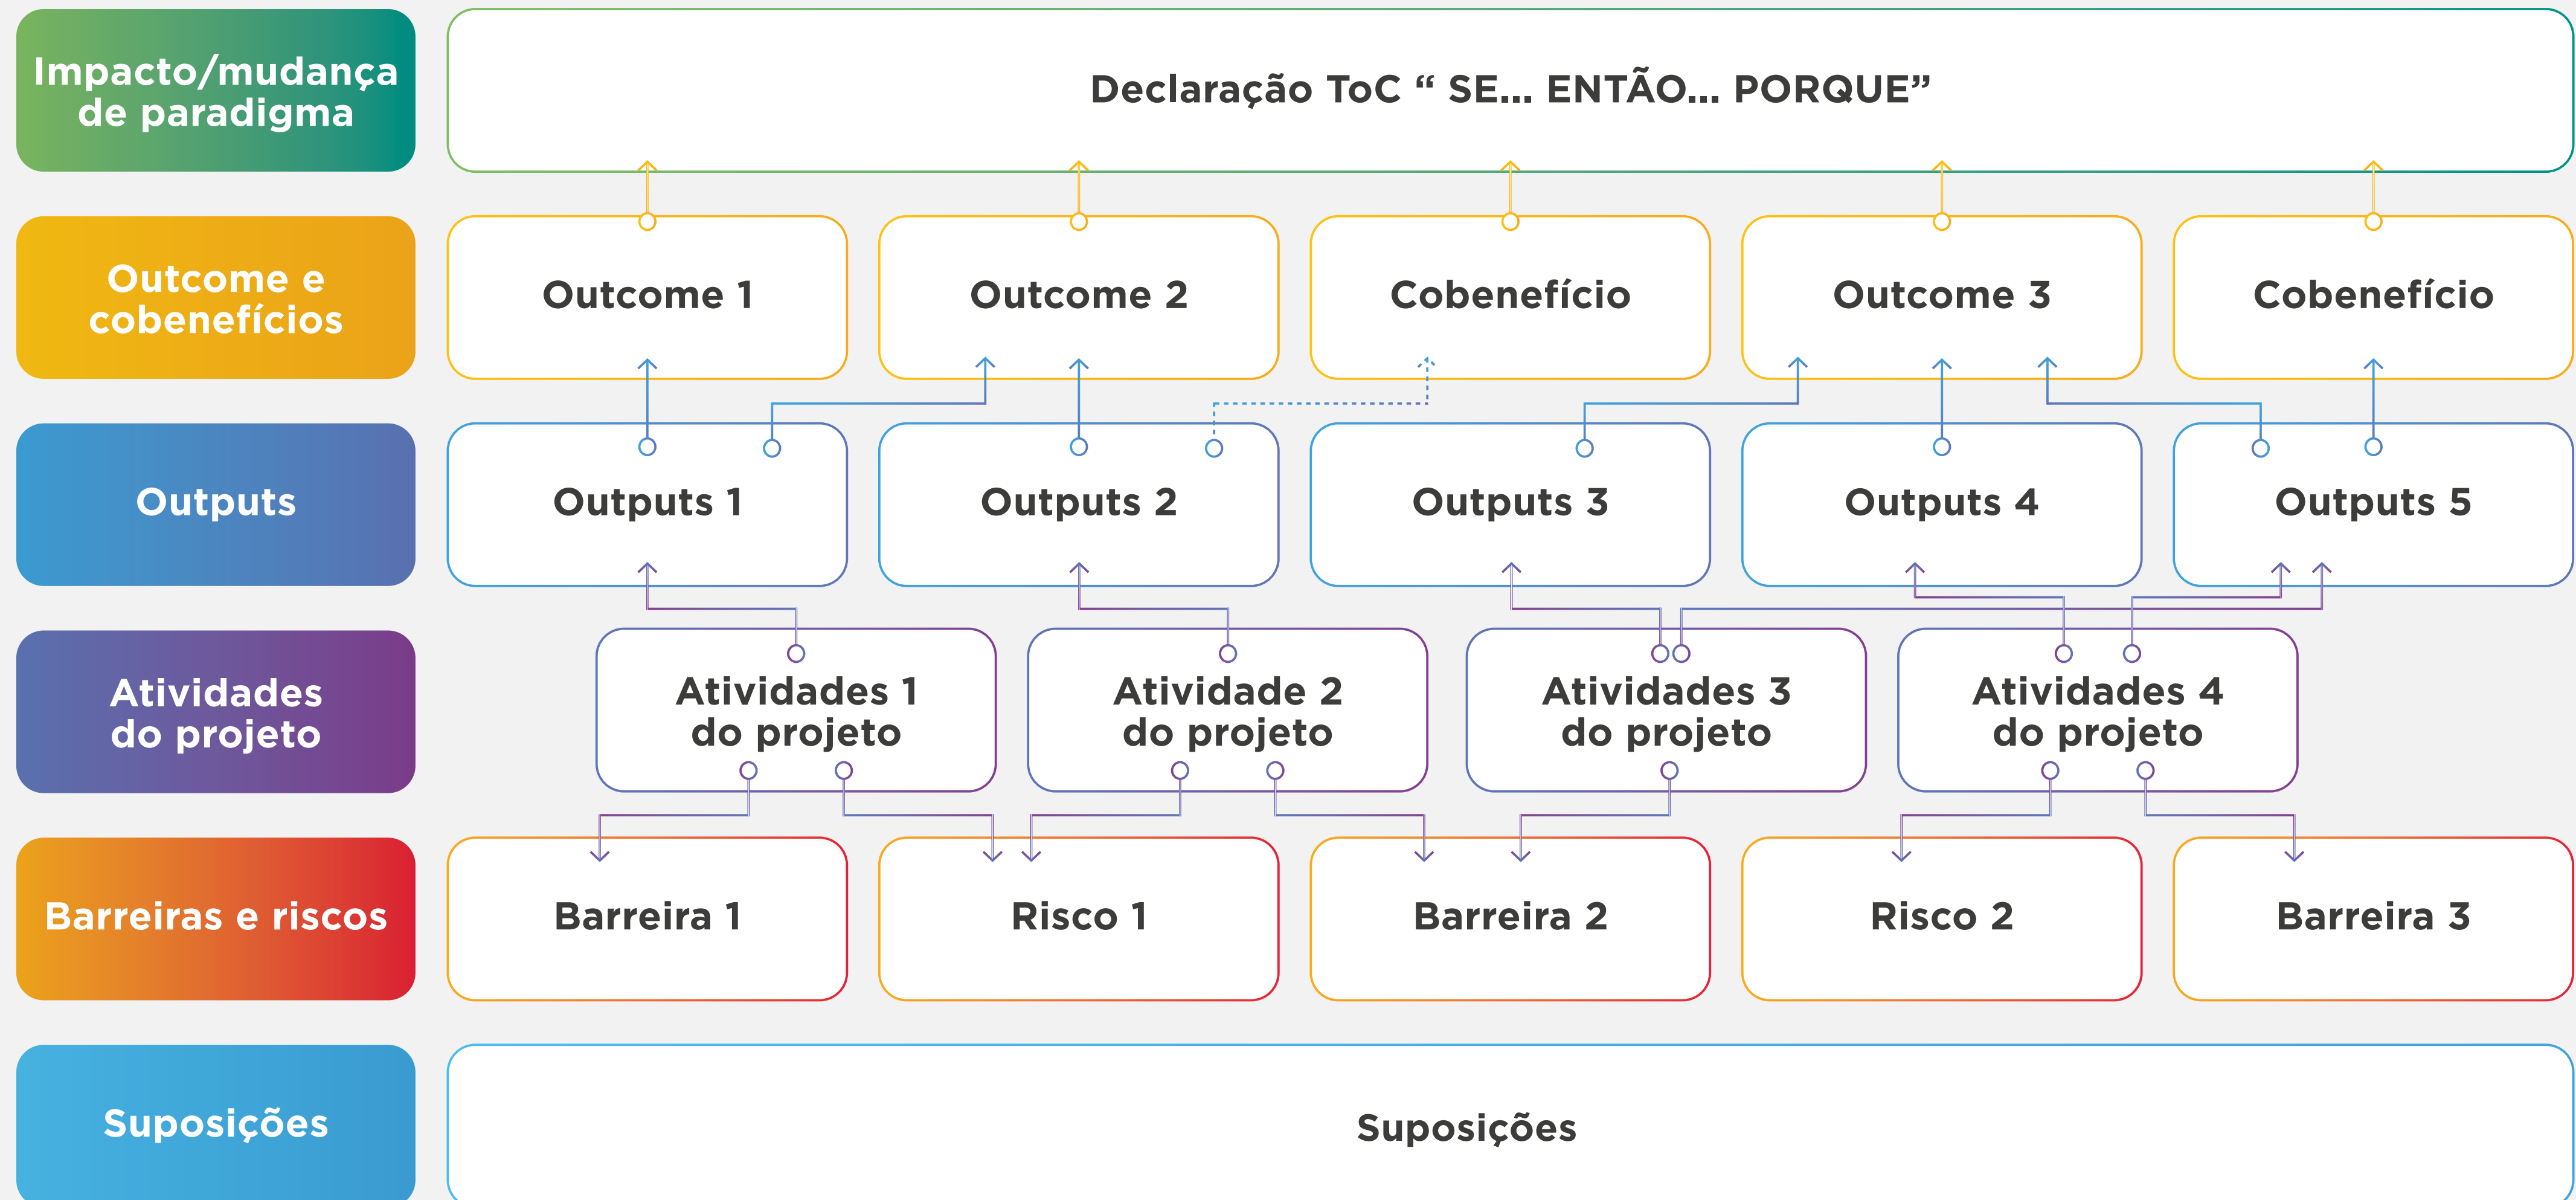 Impacto/mudança
de paradigma
Declaração ToC “ SE... ENTÃO... PORQUE”
Outcome e
cobenefícios
Outcome 1
Outcome 2
Cobenefício
Outcome 3
Cobenefício
Outputs
Outputs 1
Outputs 2
Outputs 3
Outputs 4
Outputs 5
Atividades
do projeto
Atividades 1
do projeto
Atividade 2
do projeto
Atividades 3
do projeto
Atividades 4
do projeto
Barreiras e riscos
Barreira 1
Risco 1
Barreira 2
Risco 2
Barreira 3
Suposições
Suposições